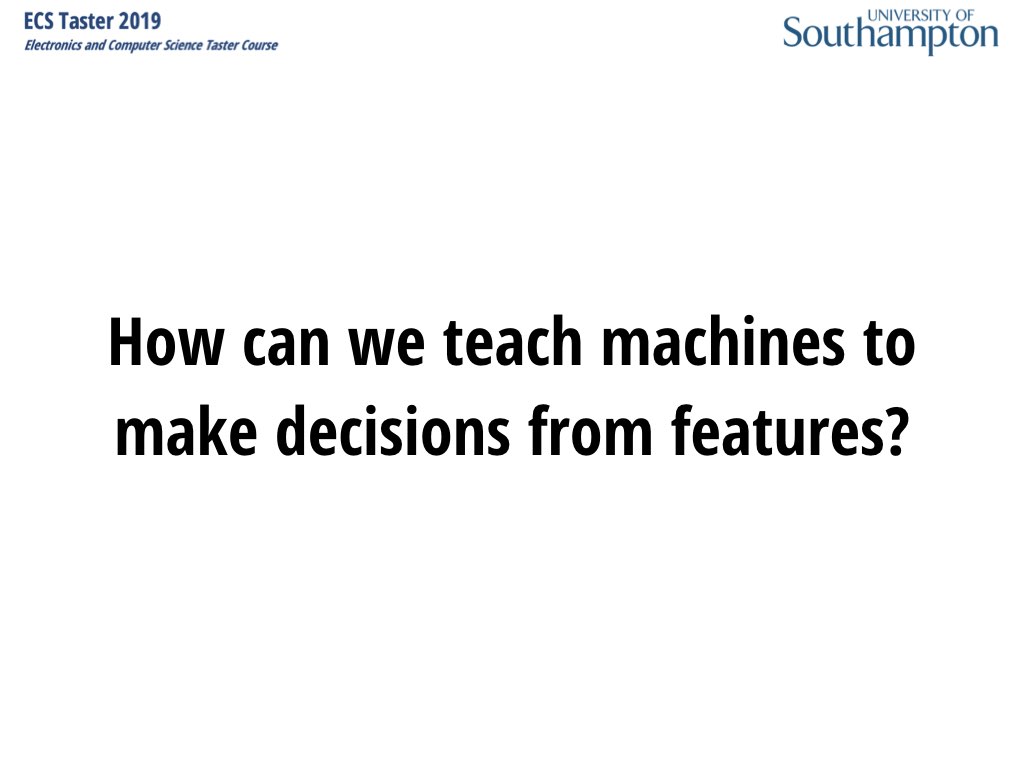 ECS Taster 2019
Electronics and Computer Science Taster Course
UNIVERSITY OF
Southampton
How can we teach machines to
make decisions from features?